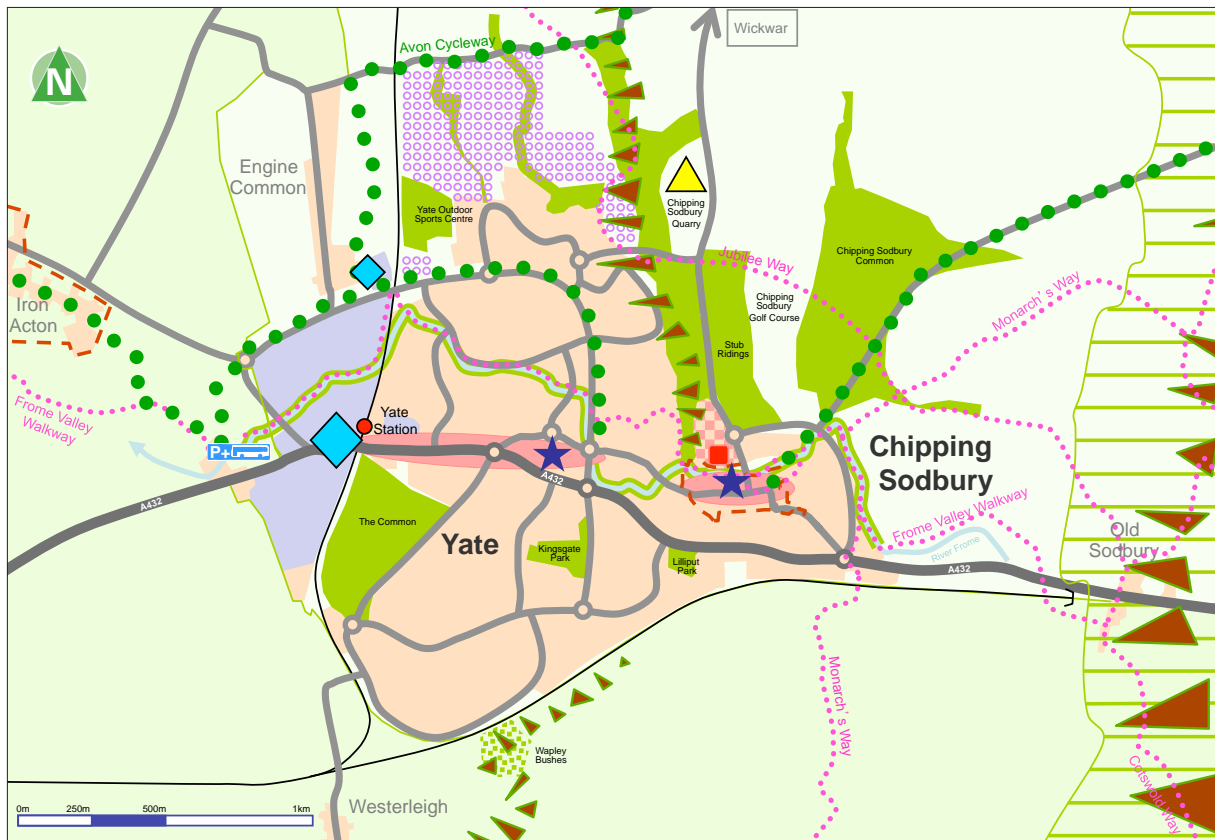 Wickwar
Avon Cycleway
N
Engine
Common
Yate Outdoor
Sports Centre
Chipping
Sodbury
Quarry
Jubilee Way
Chipping Sodbury
Common
Monarch's Way
Iron
Acton
Chipping
Sodbury
Golf Course
Stub
Ridings
Frome Valley
Walkway
Yate
Station
P+
A432
A432
Chipping
Sodbury
Frome Valley Walkway
The Common
Yate
Kingsgate
Park
Lilliput
Park
River Frome
Old
Sodbury
A432
Monarch's Way
Wapley
Bushes
Cotswold Way
Westerleigh
0m 250m 500m 1km